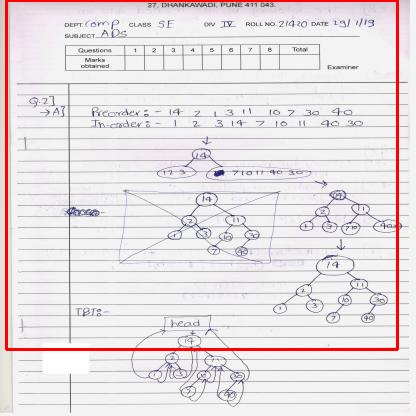 27, DHANKAWADI, PUNE 411 043.
DEPT. Comp CLASS SE DIV IV ROLL NO. 21420 DATE 29/1/19
SUBJECT ADS
Questions 1 2 3 4 5 6 7 8 Total
Marks obtained
Examiner
Q.2]
→A] Preorder:- 14 2 1 3 11 10 7 30 40
In-order:- 1 2 3 14 7 10 11 40 30
14
1 2 3 7 10 11 40 30
14 14
2 11 2 11
1 3 10 30 1 3 7 10 40
7 40
14
2 11
1 3 10 30
7 40
TBT:-
head
14
2
1 3 10
7 40